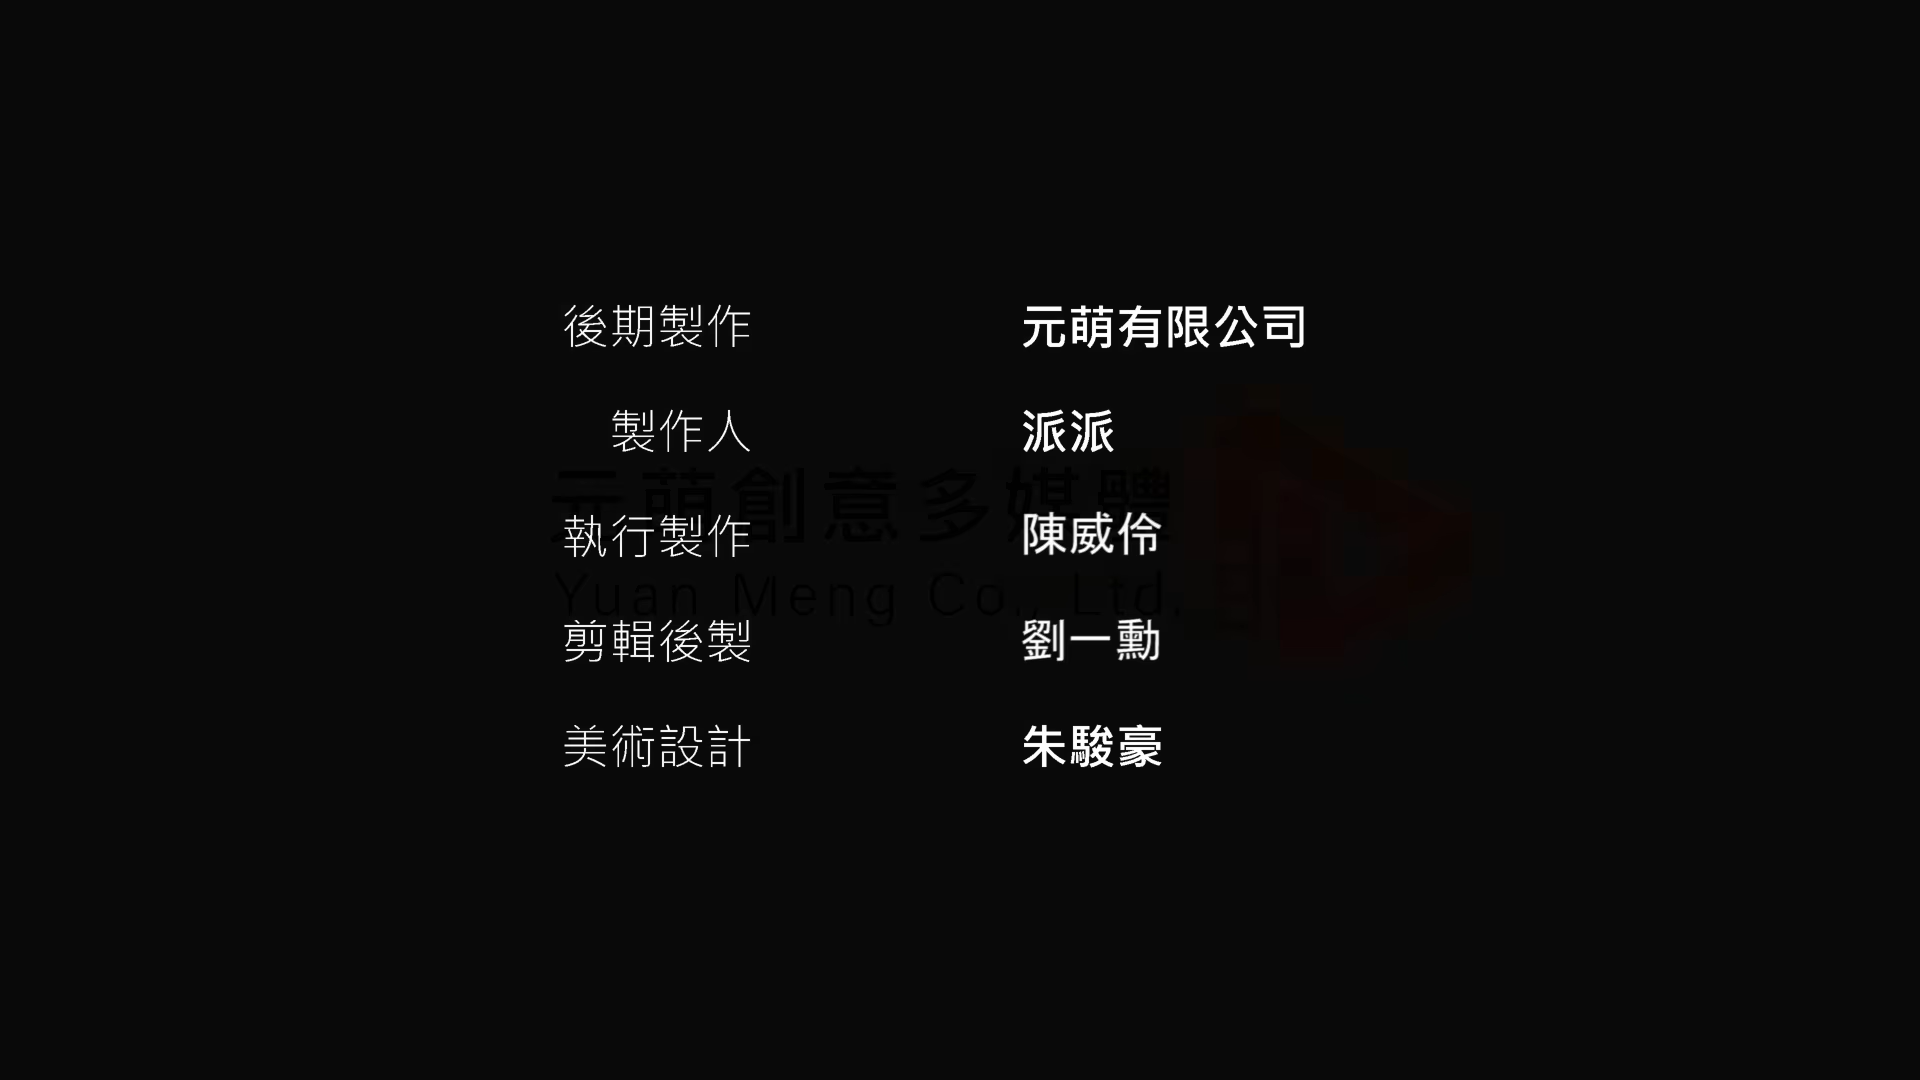 後期製作 元萌有限公司
製作人 派派
元萌創意多媒體
執行製作 陳威伶
Yuan Meng Co., Ltd.
剪輯後製 劉一勳
美術設計 朱駿豪